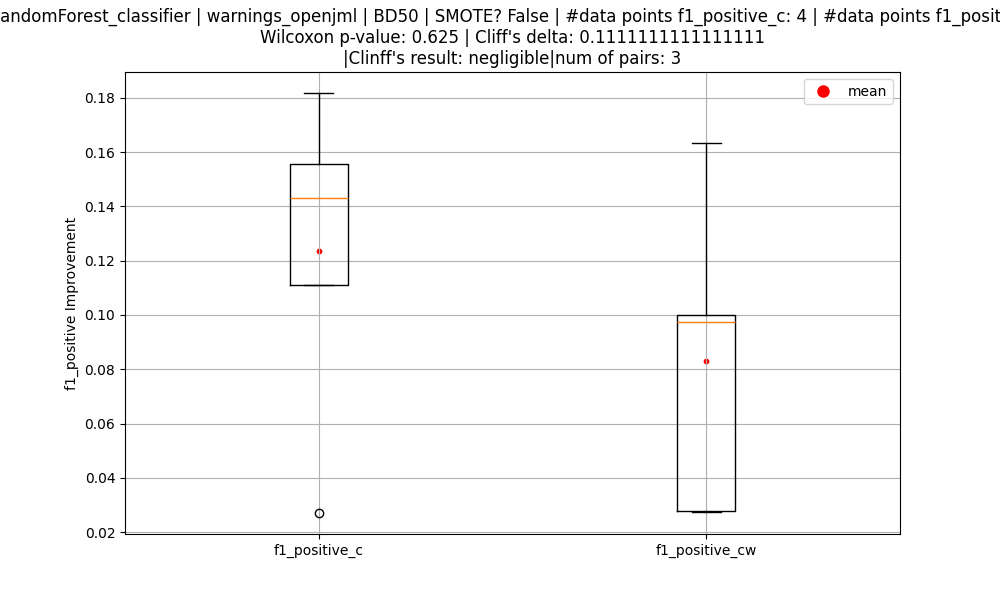 andomForest_classifier | warnings_openjml | BD50 | SMOTE? False | #data points f1_positive_c: 4 | #data points f1_posit
Wilcoxon p-value: 0.625 | Cliff's delta: 0.1111111111111111
|Clinff's result: negligible|num of pairs: 3
mean
0.18
0.16
0.14
0.12
0.10
0.08
0.06
0.04
0.02
f1_positive Improvement
f1_positive_c
f1_positive_cw